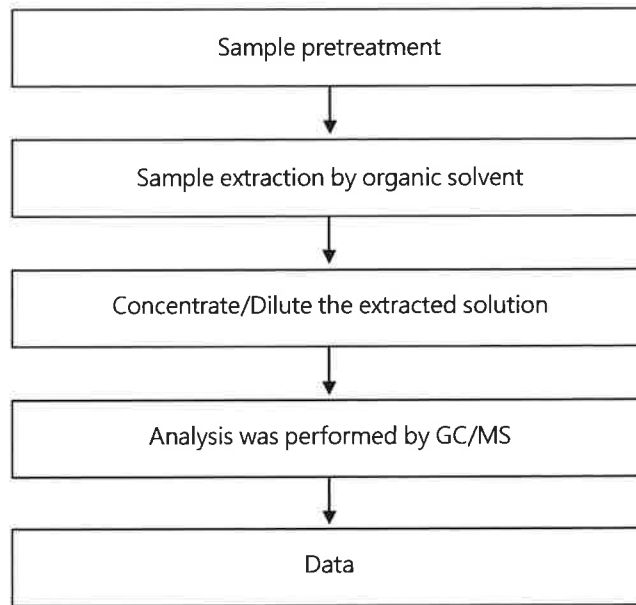 Sample pretreatment
Sample extraction by organic solvent
Concentrate/Dilute the extracted solution
Analysis was performed by GC/MS
Data